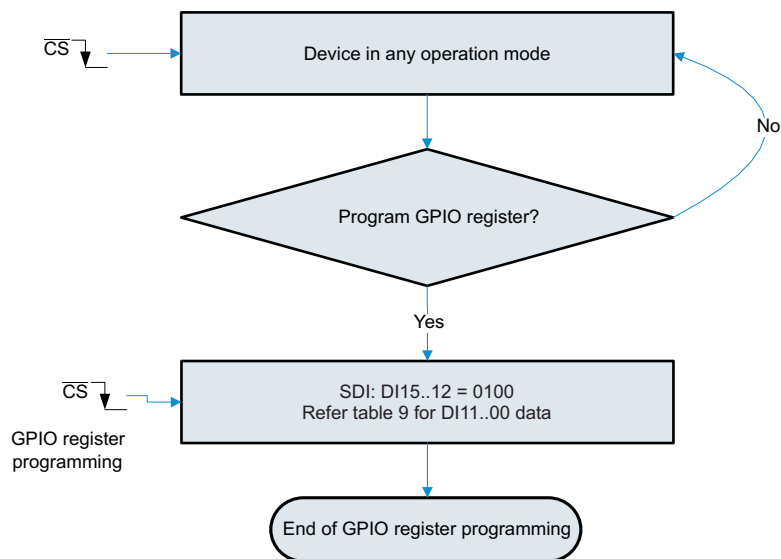 CS
Device in any operation mode
No
Program GPIO register?
Yes
CS
SDI: DI15..12 = 0100
Refer table 9 for DI11..00 data
GPIO register
programming
End of GPIO register programming